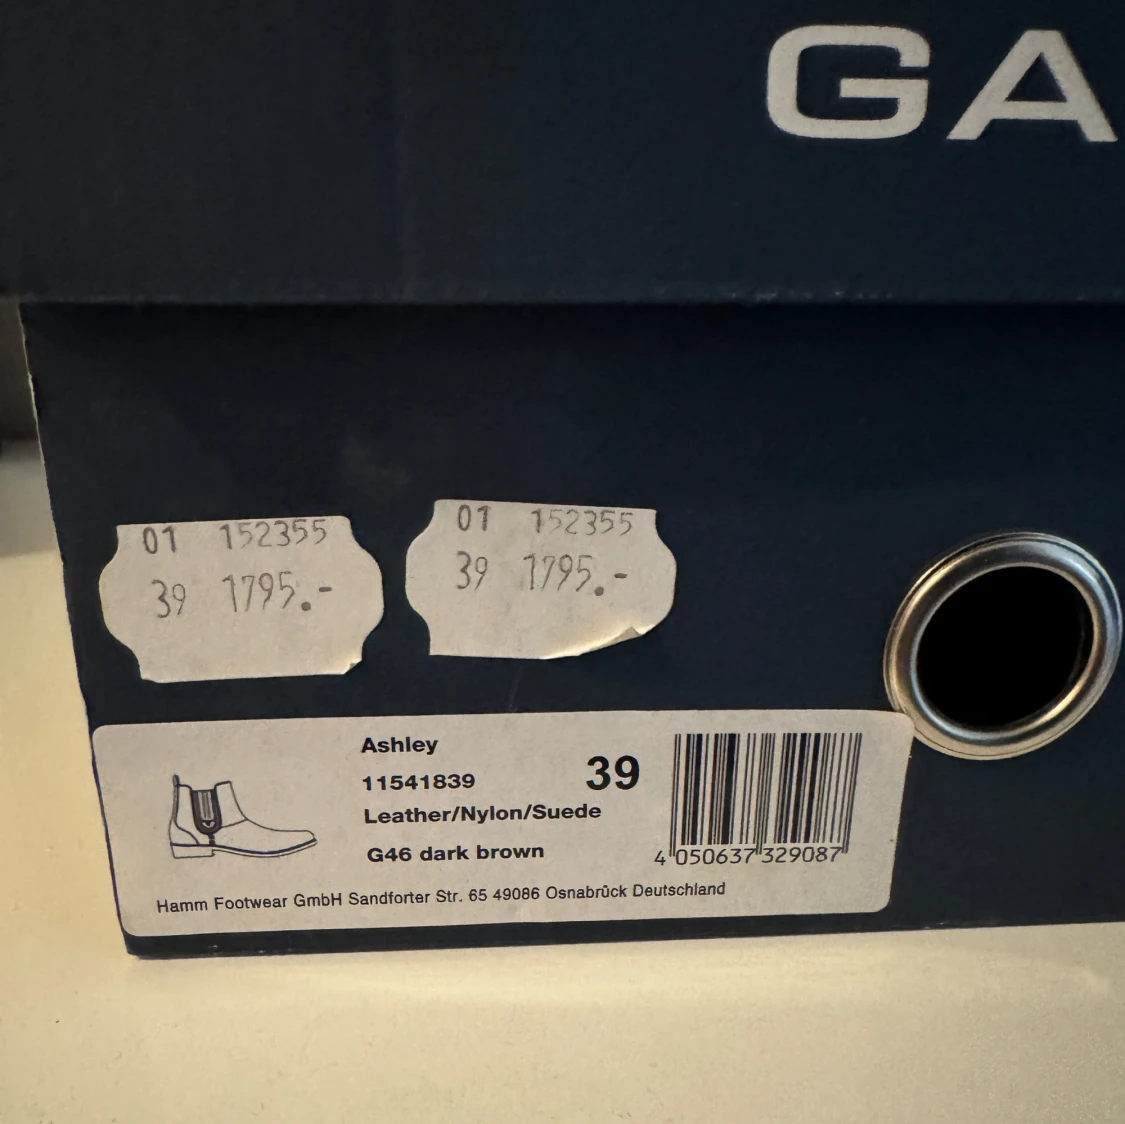 GA
01 152355
39 1795.-
01 152355
39 1795.-
Ashley
11541839
39
Leather/Nylon/Suede
G46 dark brown
4 050637 329087
Hamm Footwear GmbH Sandforter Str. 65 49086 Osnabrück Deutschland